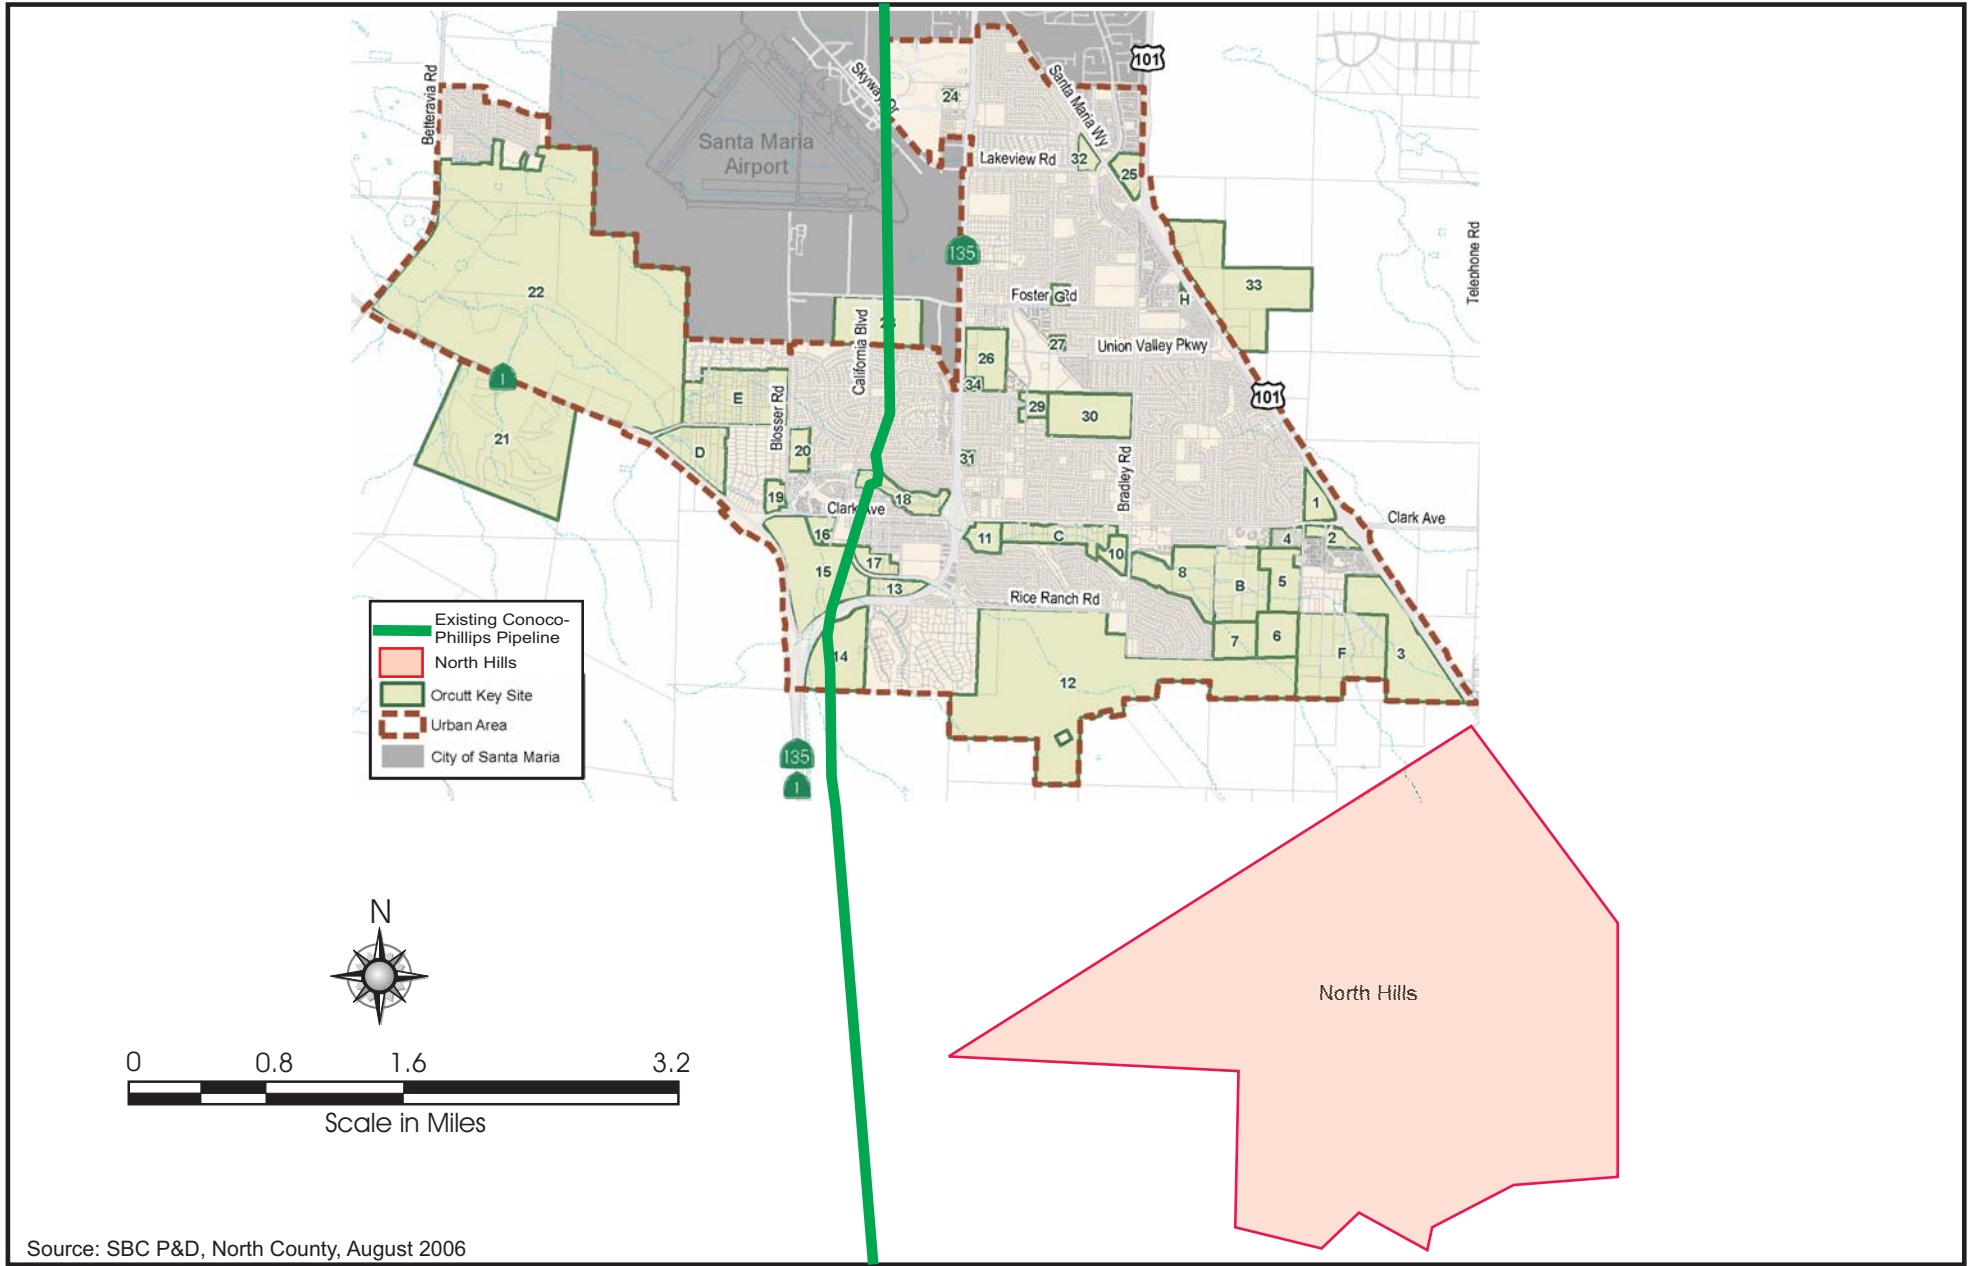 Betteravia Rd
Skyway Dr
Santa Maria Wy
101
24
Santa Maria
Airport
Lakeview Rd
32
25
135
Telephone Rd
22
Foster Rd
G
H
33
California Blvd
27
Union Valley Pkwy
26
34
1
E
Blosser Rd
29
30
101
21
D
20
31
Bradley Rd
19
18
1
Clark Ave
Clark Ave
16
11
C
10
4
2
17
15
13
8
B
5
Rice Ranch Rd
14
7
6
F
3
12
Existing Conoco-
Phillips Pipeline
North Hills
Orcutt Key Site
Urban Area
City of Santa Maria
135
1
N
North Hills
0 0.8 1.6 3.2
Scale in Miles
Source: SBC P&D, North County, August 2006